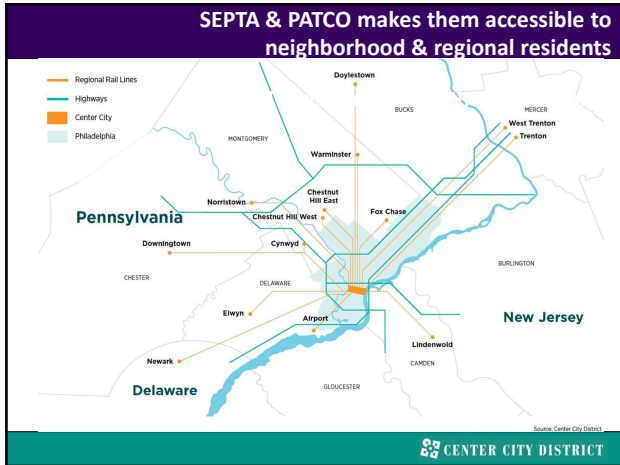 SEPTA & PATCO makes them accessible to
neighborhood & regional residents
Regional Rail Lines
Highways
Center City
Philadelphia
Doylestown
BUCKS
MERCER
West Trenton
Trenton
MONTGOMERY
Warminster
Chestnut
Hill East
Norristown
Chestnut Hill West
Fox Chase
Pennsylvania
Downingtown
Cynwyd
CHESTER
DELAWARE
BURLINGTON
Elwyn
Airport
New Jersey
Lindenwold
Newark
CAMDEN
Delaware
GLOUCESTER
Source: Center City District
CENTER CITY DISTRICT